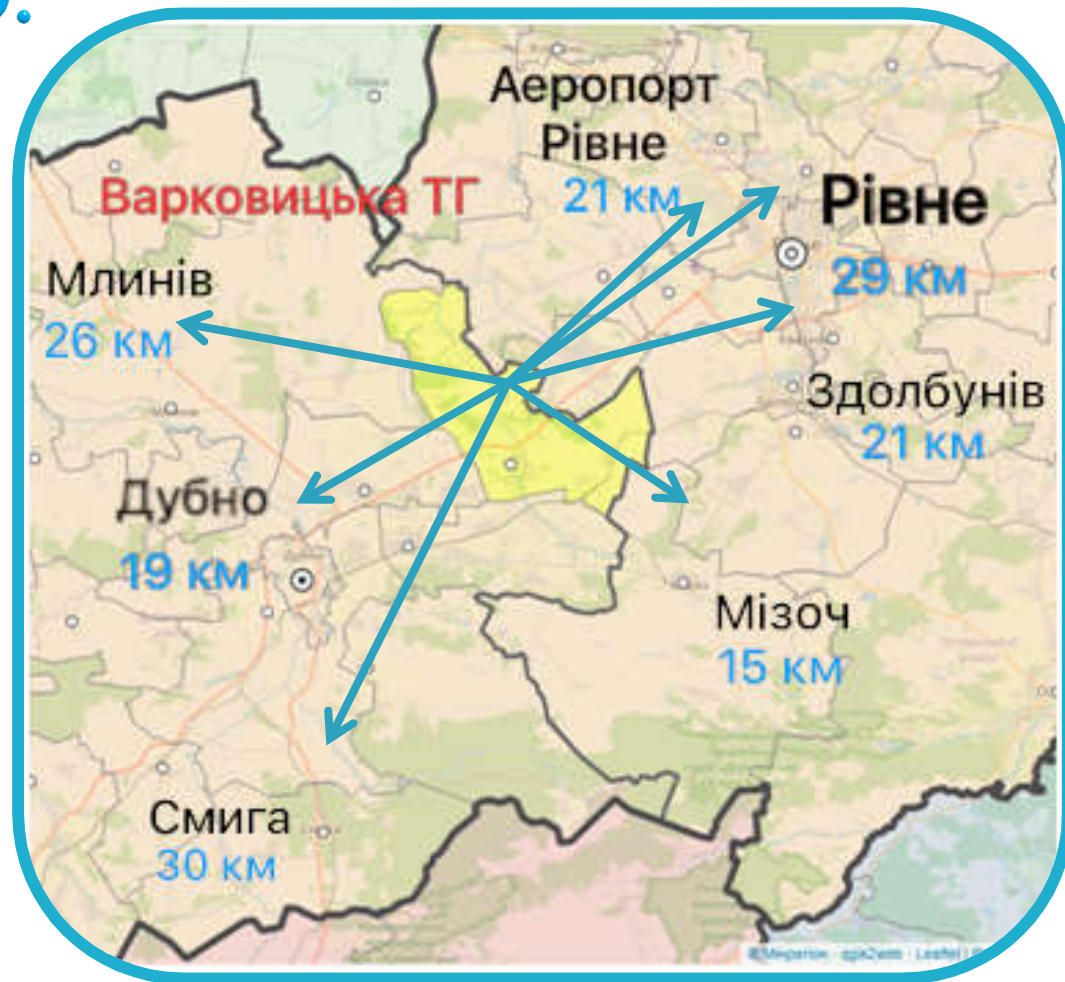 Аеропорт
Рівне
21 км
Варковицька ТГ
Рівне
29 км
Млинів
26 км
Здолбунів
21 км
Дубно
19 км
Мізоч
15 км
Смига
30 км